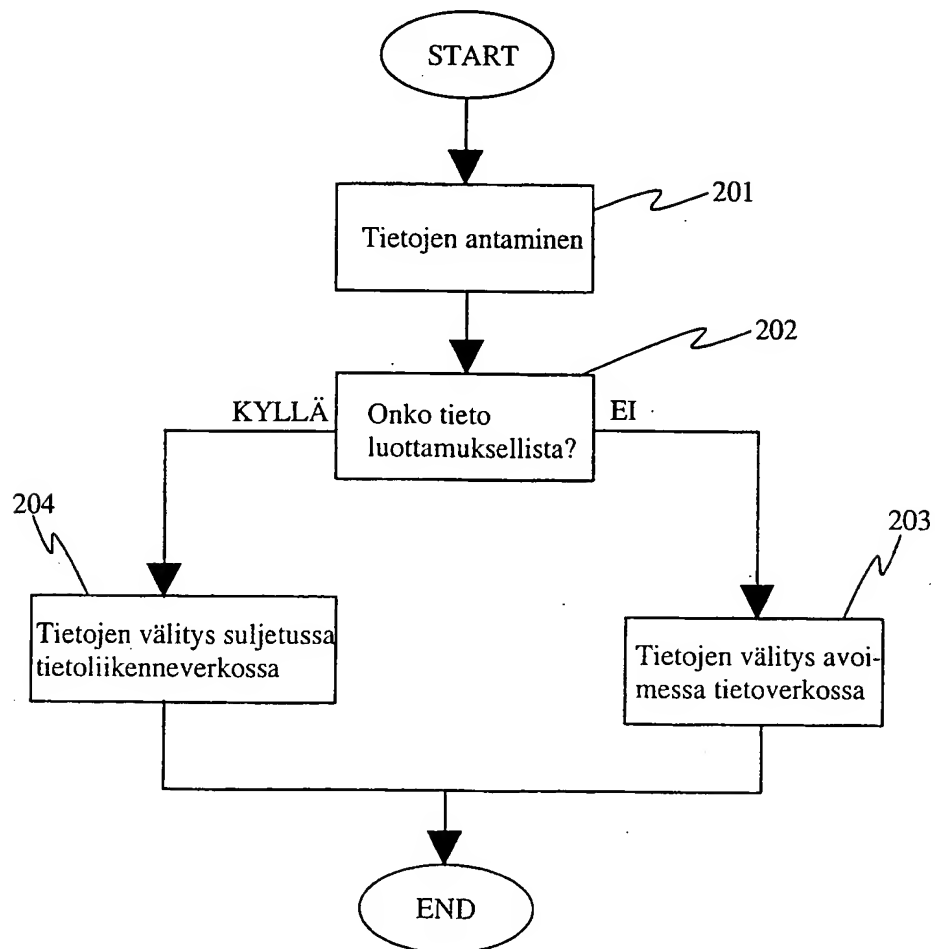 START
201
Tietojen antaminen
202
KYLLÄ
Onko tieto
luottamuksellista?
EI
204
203
Tietojen välitys suljetussa
tietoliikenneverkossa
Tietojen välitys avoi-
messa tietoverkossa
END